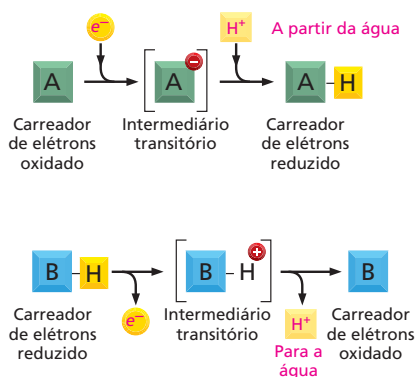 e⁻
H⁺ A partir da água
A A⁻ A H
Carreador de elétrons oxidado
Intermediário transitório
Carreador de elétrons reduzido
B H B H⁺ B
e⁻
H⁺
Carreador de elétrons reduzido
Intermediário transitório
Para a água
Carreador de elétrons oxidado